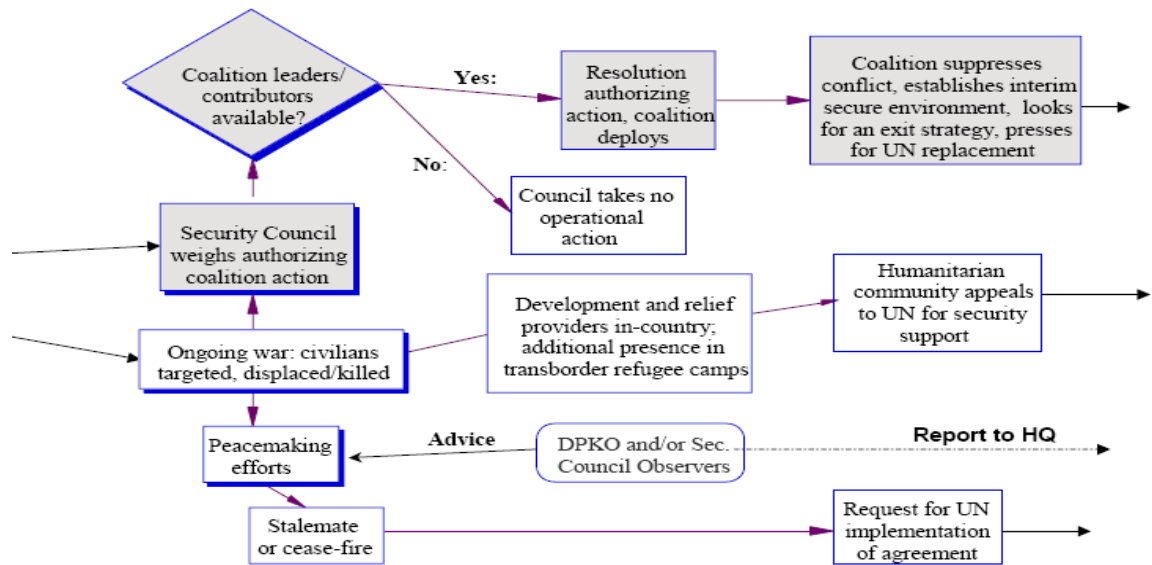 Coalition leaders/
contributors
available?
Yes:
No:
Resolution
authorizing
action, coalition
deploys
Coalition suppresses
conflict, establishes interim
secure environment,  looks
for an exit strategy, presses
for UN replacement
Council takes no
operational
action
Security Council
weighs authorizing
coalition action
Development and relief
providers in-country;
additional presence in
transborder refugee camps
Humanitarian
community appeals
to UN for security
support
Ongoing war: civilians
targeted, displaced/killed
Peacemaking
efforts
Advice
DPKO and/or Sec.
Council Observers
Report to HQ
Stalemate
or cease-fire
Request for UN
implementation
of agreement